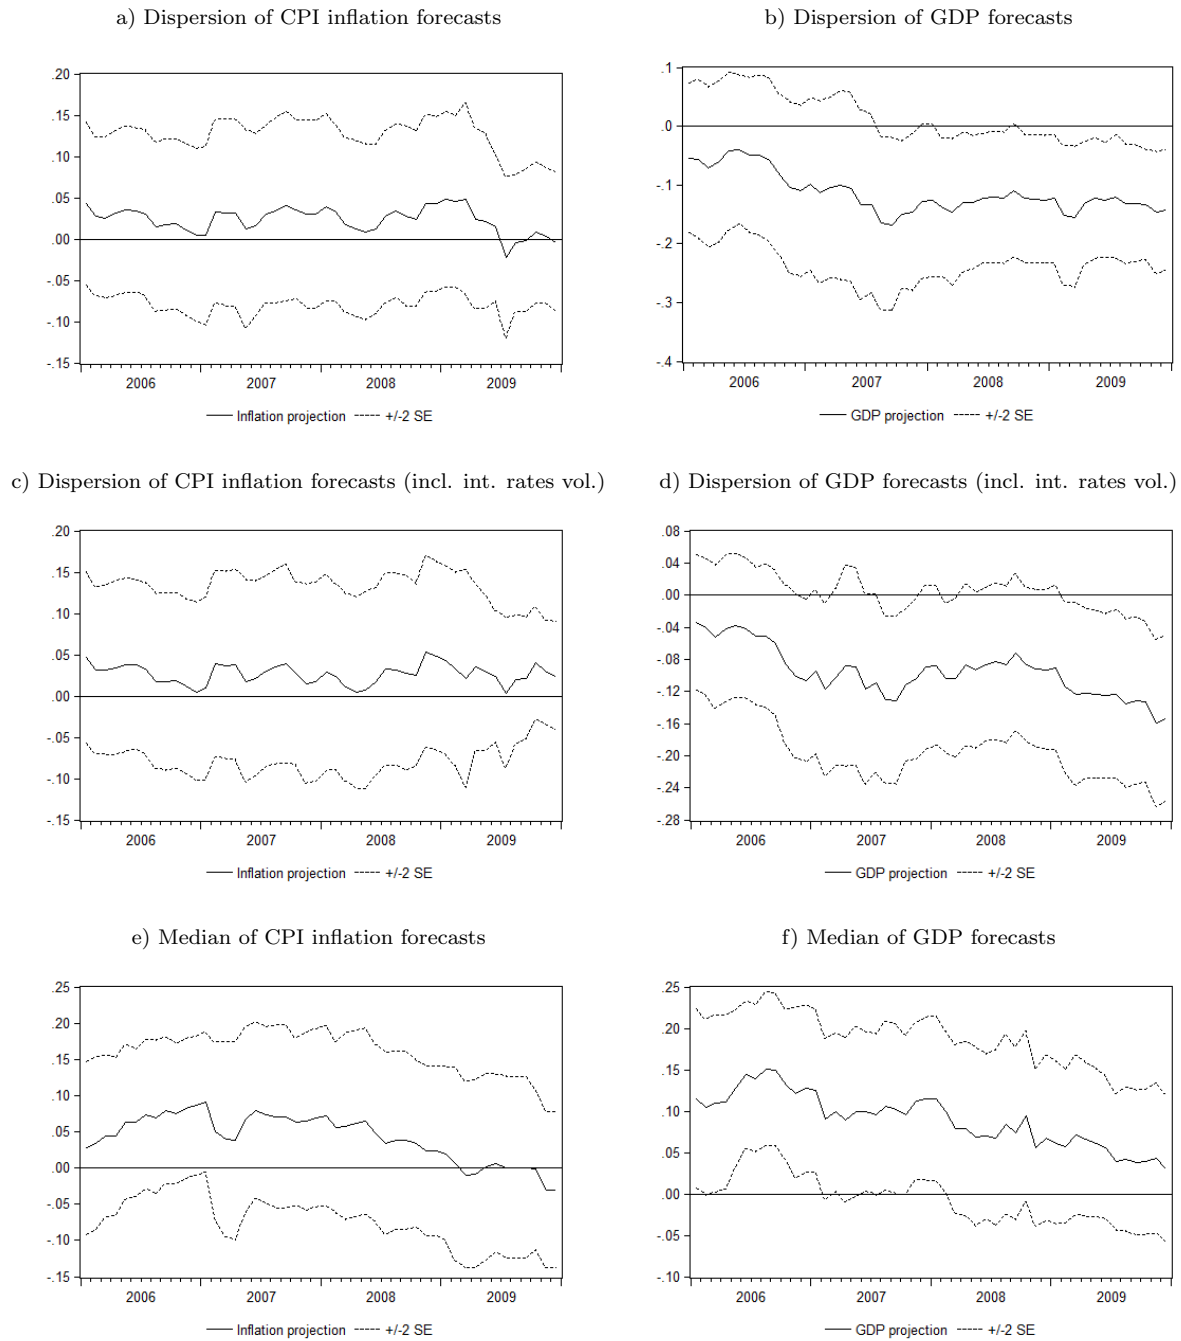 a) Dispersion of CPI inflation forecasts
b) Dispersion of GDP forecasts
.20
.15
.10
.05
.00
-.05
-.10
-.15
2006 2007 2008 2009
Inflation projection +/-2 SE
.1
.0
-.1
-.2
-.3
-.4
2006 2007 2008 2009
GDP projection +/-2 SE
c) Dispersion of CPI inflation forecasts (incl. int. rates vol.)
d) Dispersion of GDP forecasts (incl. int. rates vol.)
.20
.15
.10
.05
.00
-.05
-.10
-.15
2006 2007 2008 2009
Inflation projection +/-2 SE
.08
.04
.00
-.04
-.08
-.12
-.16
-.20
-.24
-.28
2006 2007 2008 2009
GDP projection +/-2 SE
e) Median of CPI inflation forecasts
f) Median of GDP forecasts
.25
.20
.15
.10
.05
.00
-.05
-.10
-.15
2006 2007 2008 2009
Inflation projection +/-2 SE
.25
.20
.15
.10
.05
.00
-.05
-.10
2006 2007 2008 2009
GDP projection +/-2 SE